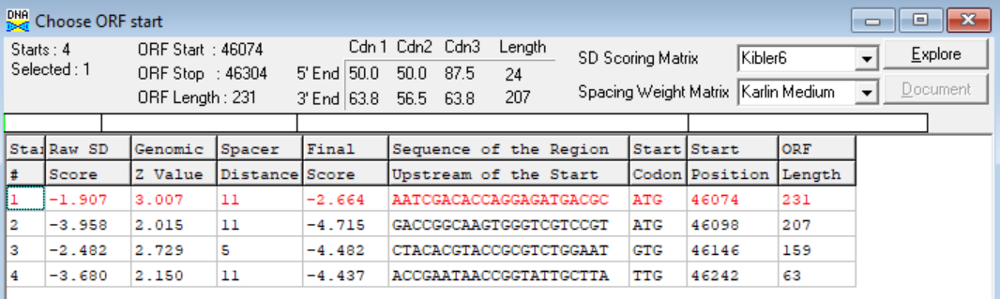 DNA Choose ORF start
Starts : 4 ORF Start : 46074 Cdn 1 Cdn2 Cdn3 Length SD Scoring Matrix Kibler6 Explore
Selected : 1 ORF Stop : 46304 5' End 50.0 50.0 87.5 24
ORF Length : 231 3' End 63.8 56.5 63.8 207 Spacing Weight Matrix Karlin Medium Document
Star Raw SD Genomic Spacer Final Sequence of the Region Start Start ORF
# Score Z Value Distance Score Upstream of the Start Codon Position Length
1 -1.907 3.007 11 -2.664 AATCGACACCAGGAGATGACGC ATG 46074 231
2 -3.958 2.015 11 -4.715 GACCGGCAAGTGGGTCGTCCGT ATG 46098 207
3 -2.482 2.729 5 -4.482 CTACACGTACCGCGTCTGGAAT GTG 46146 159
4 -3.680 2.150 11 -4.437 ACCGAATAACCGGTATTGCTTA TTG 46242 63